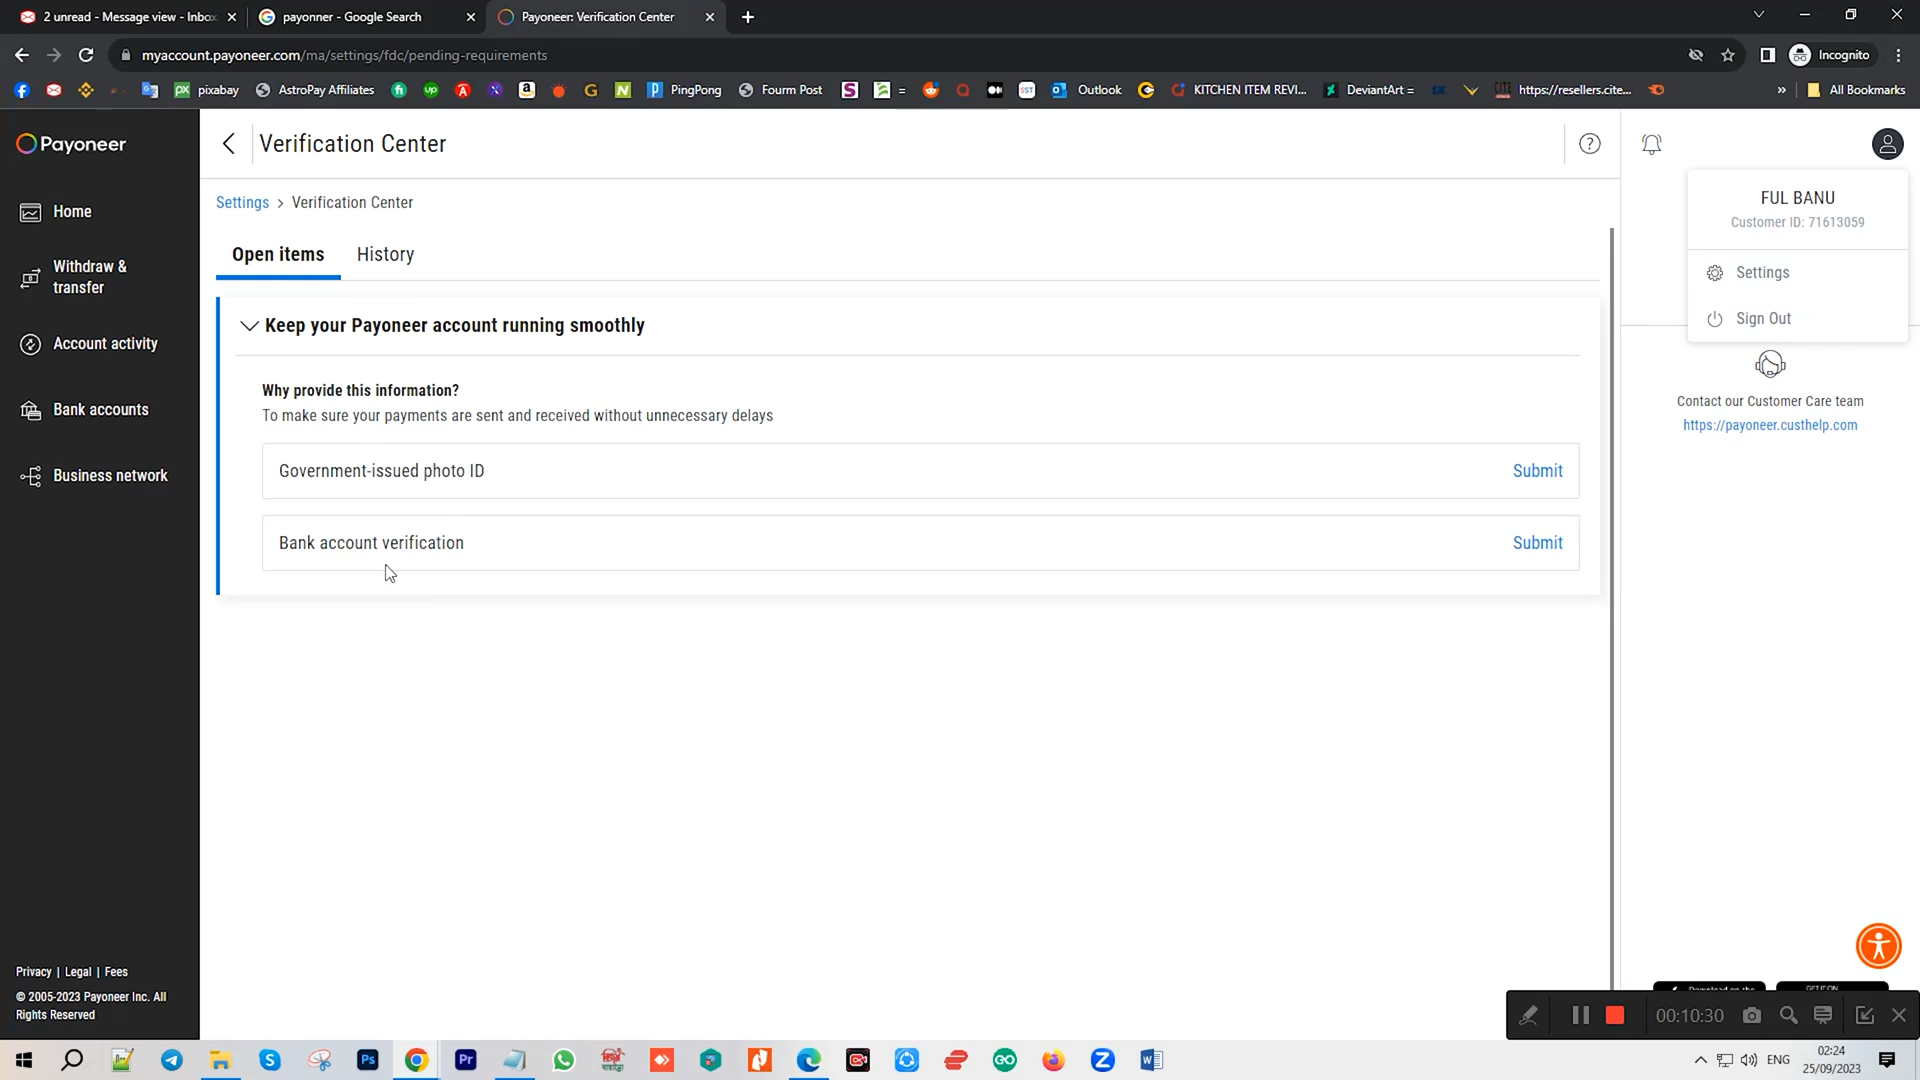 2 unread - Message view - Inbox
payonner - Google Search
Payoneer: Verification Center
myaccount.payoneer.com/ma/settings/fdc/pending-requirements
Incognito
pixabay
AstroPay Affiliates
PingPong
Fourm Post
Outlook
KITCHEN ITEM REVI...
DeviantArt =
https://resellers.cite...
All Bookmarks
Payoneer
Home
Withdraw &
transfer
Account activity
Bank accounts
Business network
Verification Center
Settings > Verification Center
Open items
History
Keep your Payoneer account running smoothly
Why provide this information?
To make sure your payments are sent and received without unnecessary delays
Government-issued photo ID
Submit
Bank account verification
Submit
FUL BANU
Customer ID: 71613059
Settings
Sign Out
Contact our Customer Care team
https://payoneer.custhelp.com
Privacy | Legal | Fees
© 2005-2023 Payoneer Inc. All
Rights Reserved
00:10:30
ENG
02:24
25/09/2023